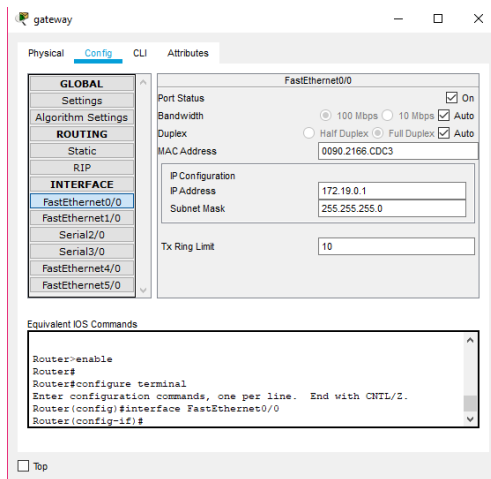 gateway
Physical Config CLI Attributes
GLOBAL
Settings
Algorithm Settings
ROUTING
Static
RIP
INTERFACE
FastEthernet0/0
FastEthernet1/0
Serial2/0
Serial3/0
FastEthernet4/0
FastEthernet5/0
FastEthernet0/0
Port Status On
Bandwidth 100 Mbps 10 Mbps Auto
Duplex Half Duplex Full Duplex Auto
MAC Address 0090.2166.CDC3
IP Configuration
IP Address 172.19.0.1
Subnet Mask 255.255.255.0
Tx Ring Limit 10
Equivalent IOS Commands
Router>enable
Router#
Router#configure terminal
Enter configuration commands, one per line. End with CNTL/Z.
Router(config)#interface FastEthernet0/0
Router(config-if)#
Top